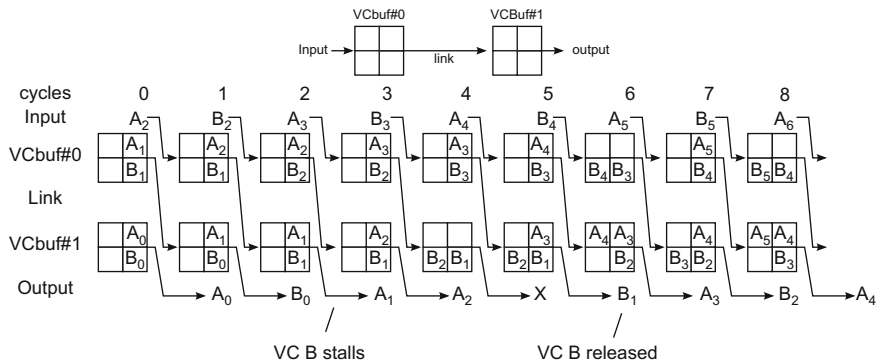 VCbuf#0 VCBuf#1
Input link output
cycles 0 1 2 3 4 5 6 7 8
Input A2 B2 A3 B3 A4 B4 A5 B5 A6
VCbuf#0 A1 A2 A2 A3 A3 A4 A5
B1 B1 B2 B2 B3 B3 B4 B3 B4 B5 B4
Link
VCbuf#1 A0 A1 A1 A2 A3 A4 A3 A4 A5 A4
B0 B0 B1 B1 B2 B1 B2 B1 B2 B3 B2 B3
Output A0 B0 A1 A2 X B1 A3 B2 A4
VC B stalls VC B released